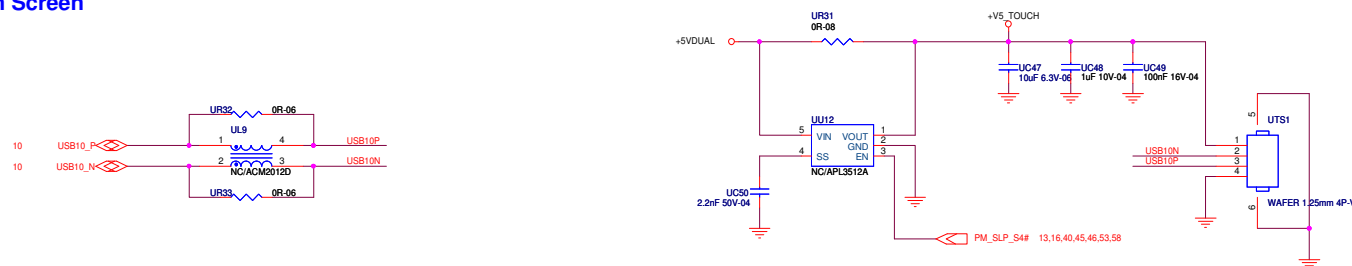 Screen
UR31
0R-08
+5VDUAL
+V5_TOUCH
UC47
10uF 6.3V-06
UC48
1uF 10V-04
UC49
100nF 16V-04
UR32
0R-06
UL9
1
4
10
USB10_P
USB10P
2
3
10
USB10_N
USB10N
NC/ACM2012D
UR33
0R-06
UU12
5
VIN
VOUT
1
GND
2
4
SS
EN
3
NC/APL3512A
UC50
2.2nF 50V-04
PM_SLP_S4#
13,16,40,45,46,53,58
5
UTS1
1
USB10N
2
USB10P
3
4
6
WAFER 1.25mm 4P-V